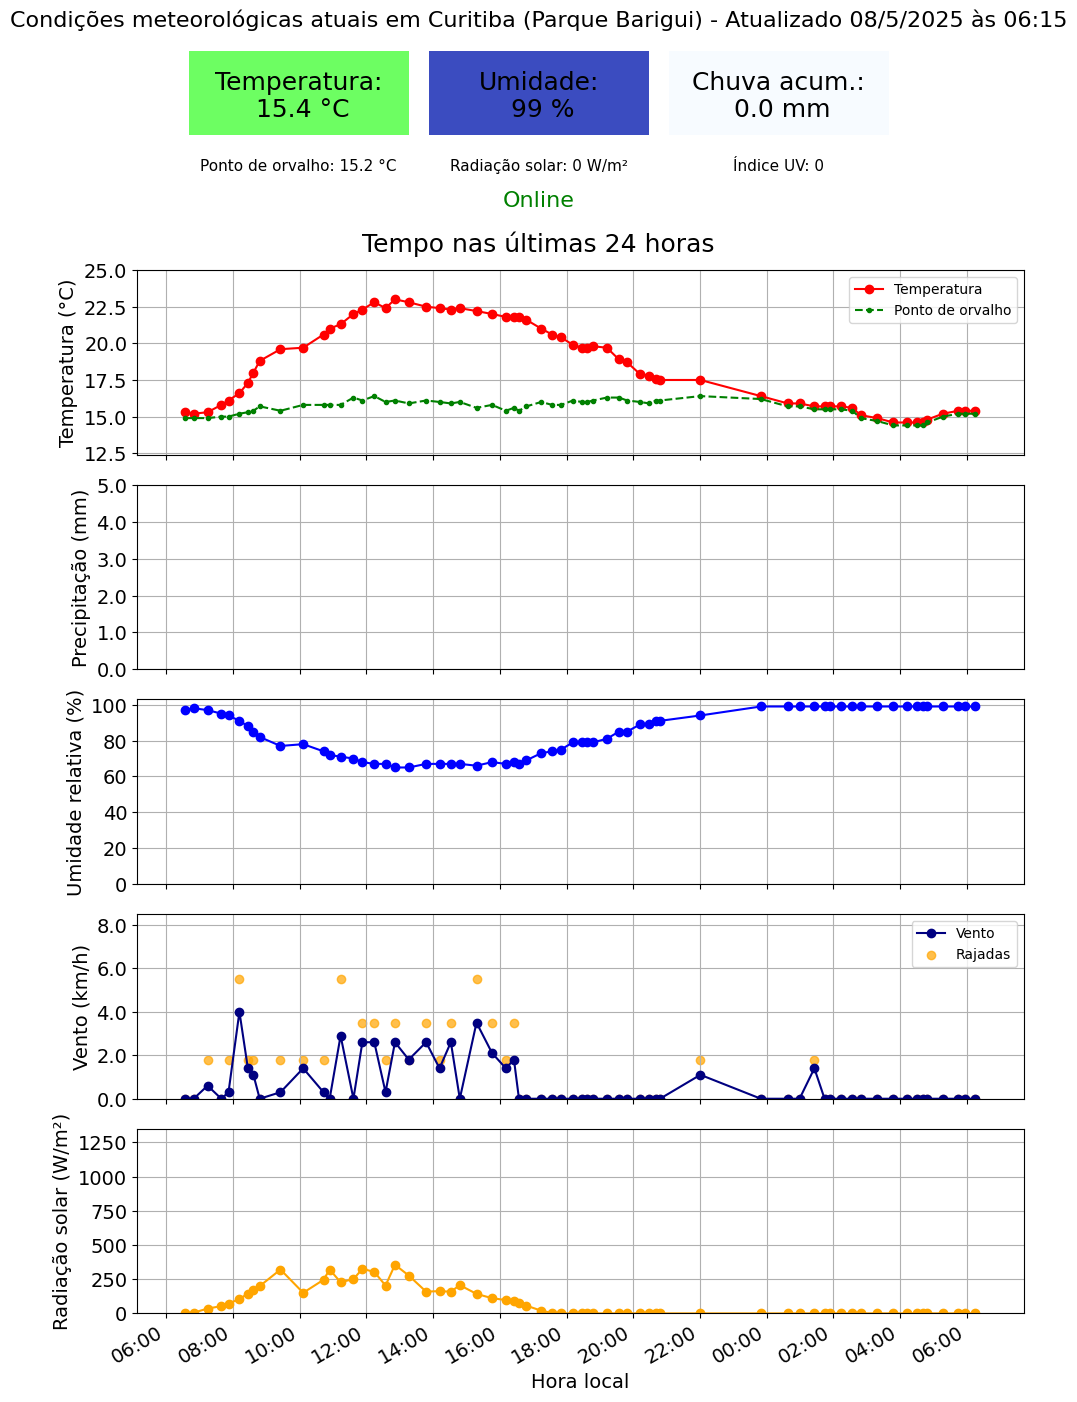 Condições meteorológicas atuais em Curitiba (Parque Barigui) - Atualizado 08/5/2025 às 06:15
Temperatura:
15.4 °C
Umidade:
99 %
Chuva acum.:
0.0 mm
Ponto de orvalho: 15.2 °C
Radiação solar: 0 W/m²
Índice UV: 0
Online
Tempo nas últimas 24 horas
Temperatura (°C)
25.0
22.5
20.0
17.5
15.0
12.5
Temperatura
Ponto de orvalho
Precipitação (mm)
5.0
4.0
3.0
2.0
1.0
0.0
Umidade relativa (%)
100
80
60
40
20
0
Vento (km/h)
8.0
6.0
4.0
2.0
0.0
Vento
Rajadas
Radiação solar (W/m²)
1250
1000
750
500
250
0
06:00
08:00
10:00
12:00
14:00
16:00
18:00
20:00
22:00
00:00
02:00
04:00
06:00
Hora local